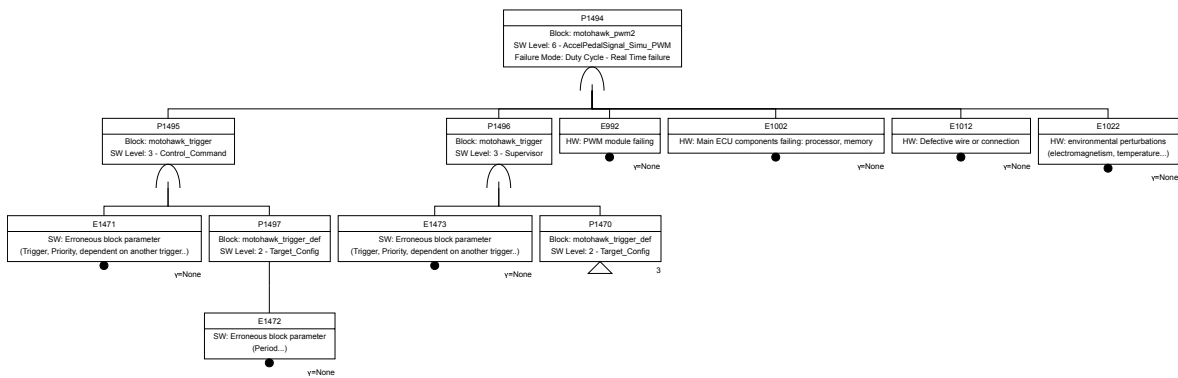 P1494
Block: motohawk_pwm2
SW Level: 6 - AccelPedalSignal_Simu_PWM
Failure Mode: Duty Cycle - Real Time failure
P1495
Block: motohawk_trigger
SW Level: 3 - Control_Command
P1496
Block: motohawk_trigger
SW Level: 3 - Supervisor
E992
HW: PWM module failing
γ=None
E1002
HW: Main ECU components failing: processor, memory
γ=None
E1012
HW: Defective wire or connection
γ=None
E1022
HW: environmental perturbations
(electromagnetism, temperature...)
γ=None
E1471
SW: Erroneous block parameter
(Trigger, Priority, dependent on another trigger..)
γ=None
P1497
Block: motohawk_trigger_def
SW Level: 2 - Target_Config
E1473
SW: Erroneous block parameter
(Trigger, Priority, dependent on another trigger..)
γ=None
P1470
Block: motohawk_trigger_def
SW Level: 2 - Target_Config
3
E1472
SW: Erroneous block parameter
(Period...)
γ=None